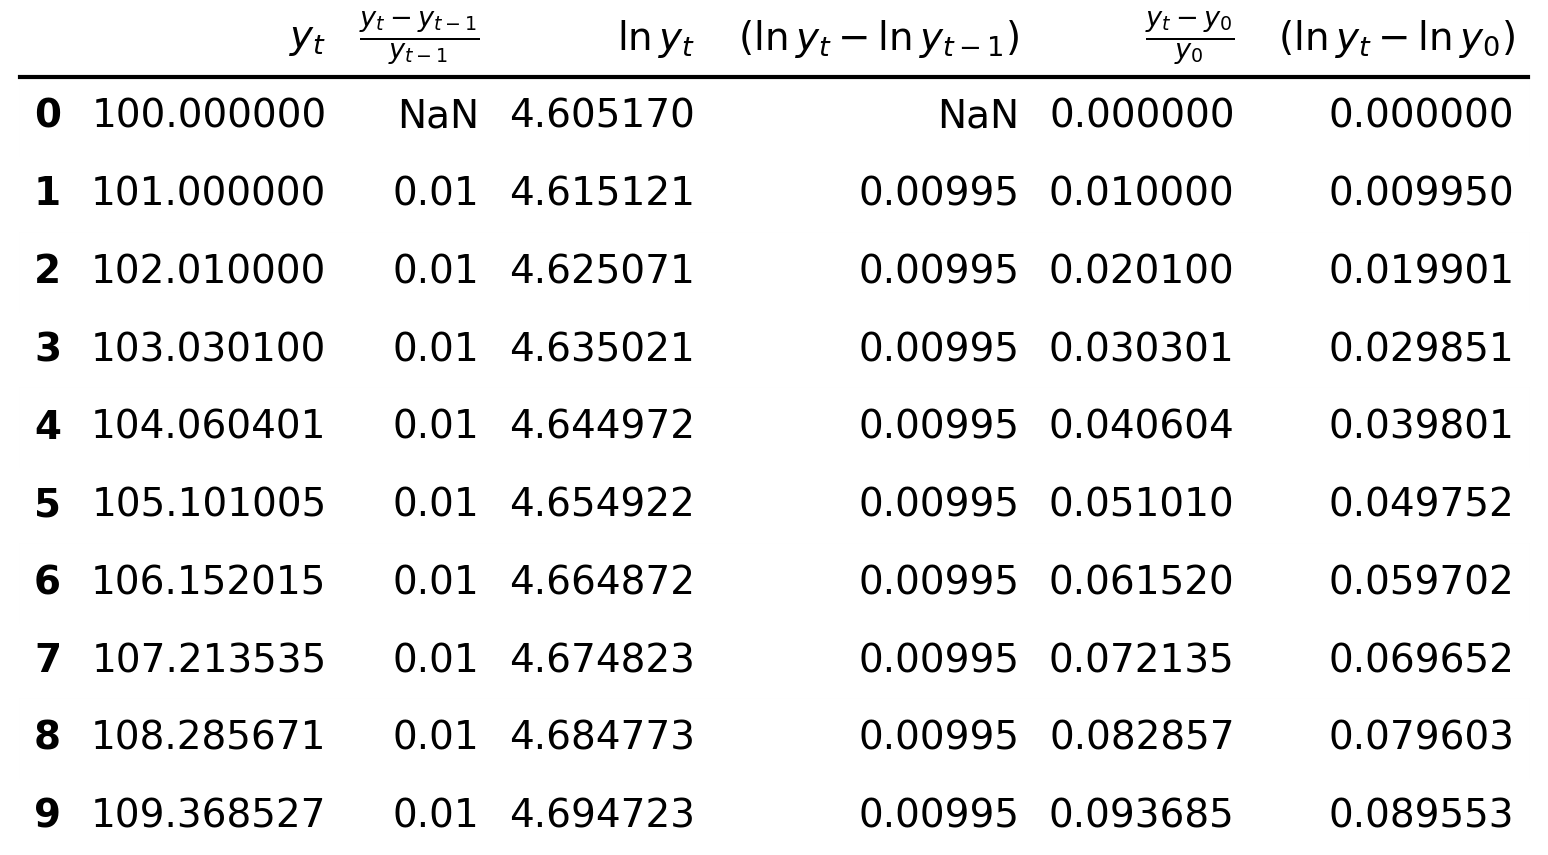 y_t (y_t − y_{t−1})/y_{t−1} ln y_t (ln y_t − ln y_{t−1}) (y_t − y_0)/y_0 (ln y_t − ln y_0)
0 100.000000 NaN 4.605170 NaN 0.000000 0.000000
1 101.000000 0.01 4.615121 0.00995 0.010000 0.009950
2 102.010000 0.01 4.625071 0.00995 0.020100 0.019901
3 103.030100 0.01 4.635021 0.00995 0.030301 0.029851
4 104.060401 0.01 4.644972 0.00995 0.040604 0.039801
5 105.101005 0.01 4.654922 0.00995 0.051010 0.049752
6 106.152015 0.01 4.664872 0.00995 0.061520 0.059702
7 107.213535 0.01 4.674823 0.00995 0.072135 0.069652
8 108.285671 0.01 4.684773 0.00995 0.082857 0.079603
9 109.368527 0.01 4.694723 0.00995 0.093685 0.089553